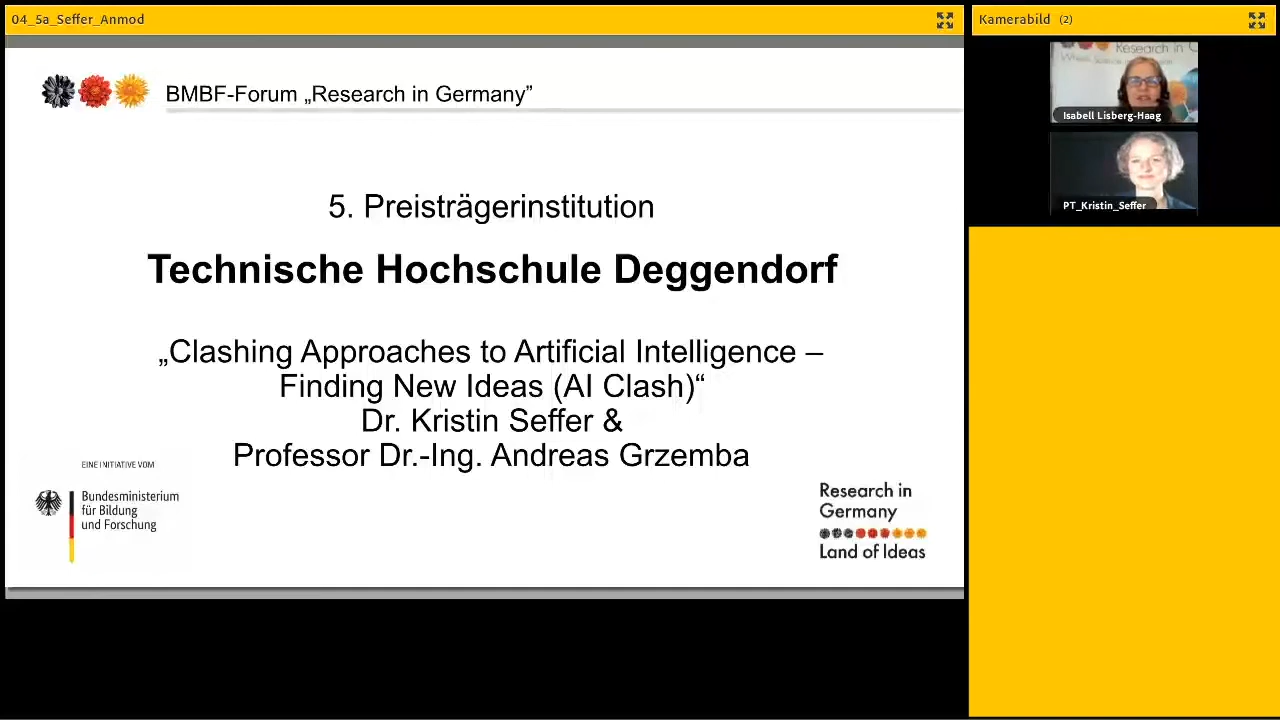 04_5a_Seffer_Anmod
Kamerabild (2)
Research in G
Isabell Lisberg-Haag
PT_Kristin_Seffer
BMBF-Forum „Research in Germany”
5. Preisträgerinstitution
Technische Hochschule Deggendorf
„Clashing Approaches to Artificial Intelligence –
Finding New Ideas (AI Clash)“
Dr. Kristin Seffer &
Professor Dr.-Ing. Andreas Grzemba
EINE INITIATIVE VOM
Bundesministerium
für Bildung
und Forschung
Research in
Germany
Land of Ideas